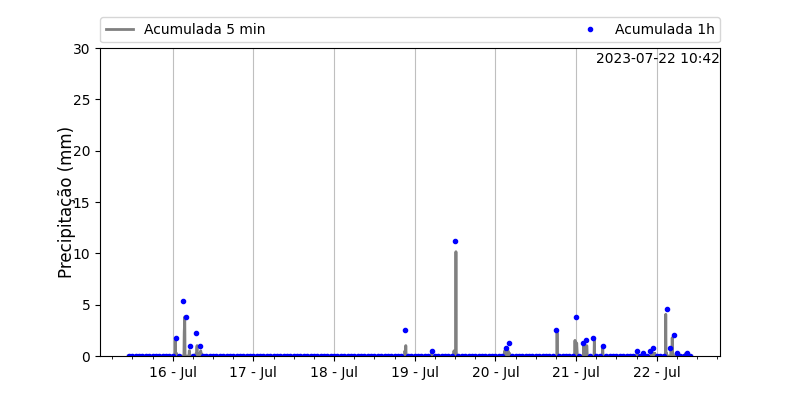 Acumulada 5 min
Acumulada 1h
2023-07-22 10:42
Precipitação (mm)
30
25
20
15
10
5
0
16 - Jul
17 - Jul
18 - Jul
19 - Jul
20 - Jul
21 - Jul
22 - Jul